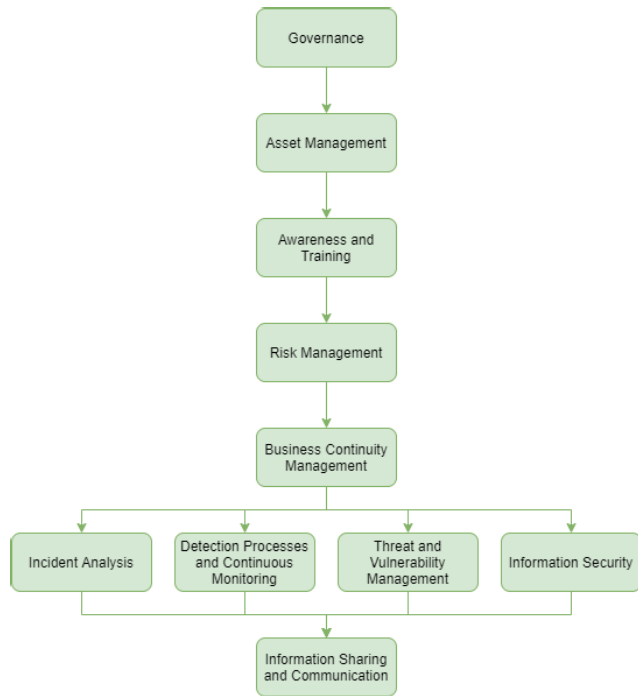 Governance
Asset Management
Awareness and
Training
Risk Management
Business Continuity
Management
Incident Analysis
Detection Processes
and Continuous
Monitoring
Threat and
Vulnerability
Management
Information Security
Information Sharing
and Communication